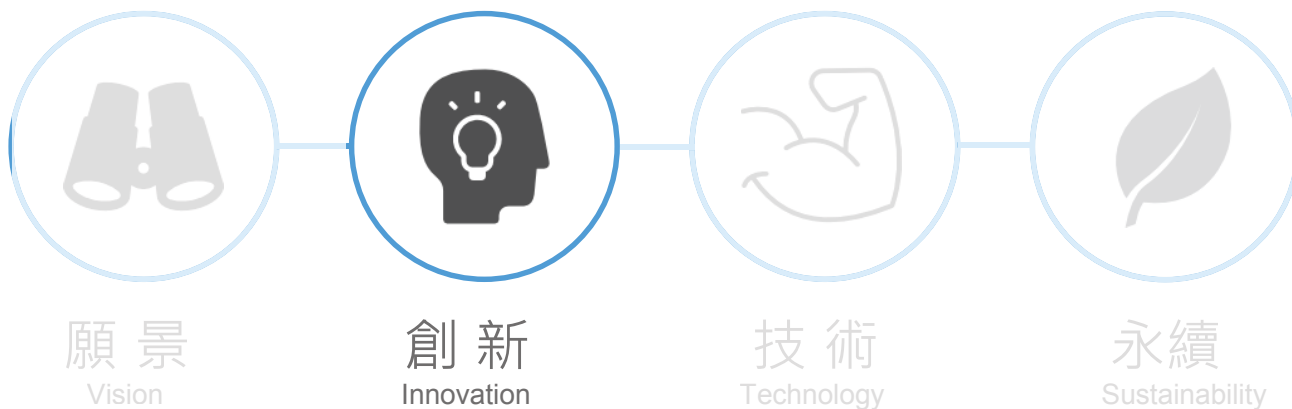 願 景
Vision
創 新
Innovation
技 術
Technology
永續
Sustainability